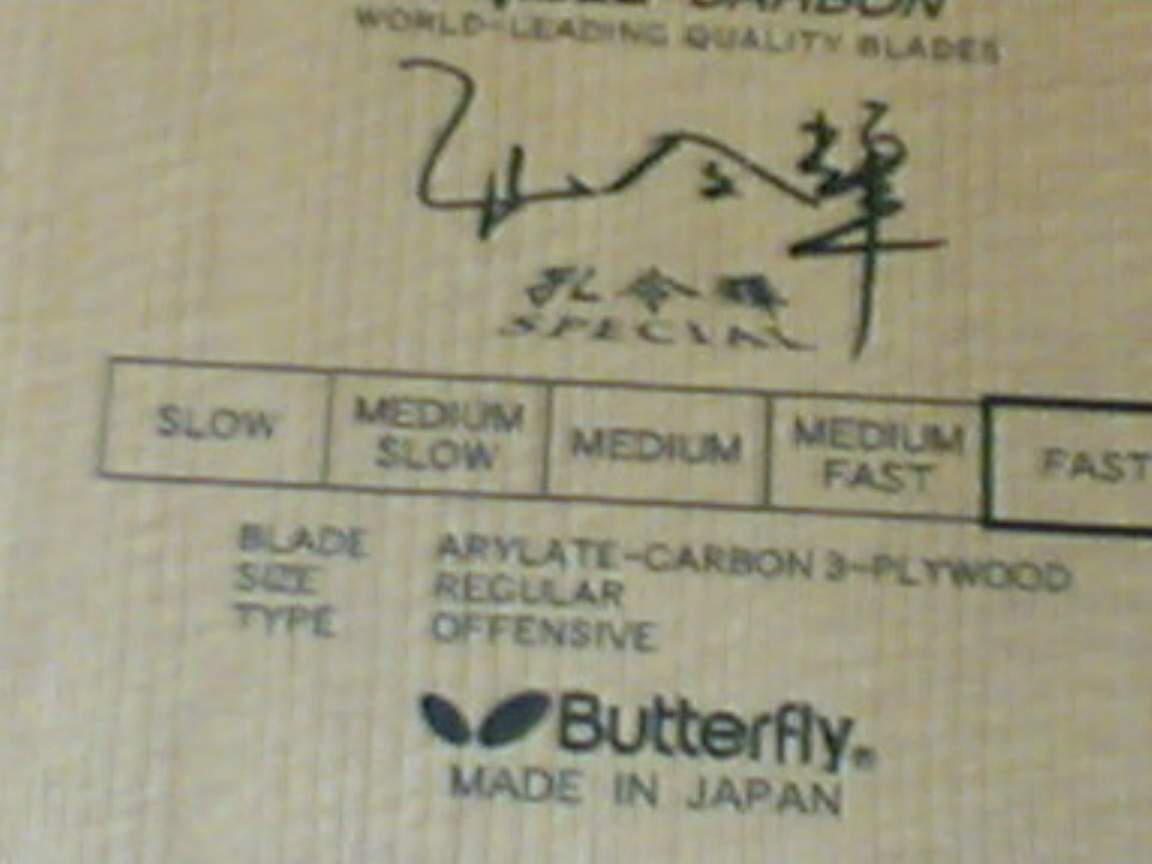 CARBON
WORLD-LEADING QUALITY BLADES
孔令輝
SPECIAL
SLOW
MEDIUM SLOW
MEDIUM
MEDIUM FAST
FAST
BLADE ARYLATE-CARBON 3-PLYWOOD
SIZE REGULAR
TYPE OFFENSIVE
Butterfly®
MADE IN JAPAN